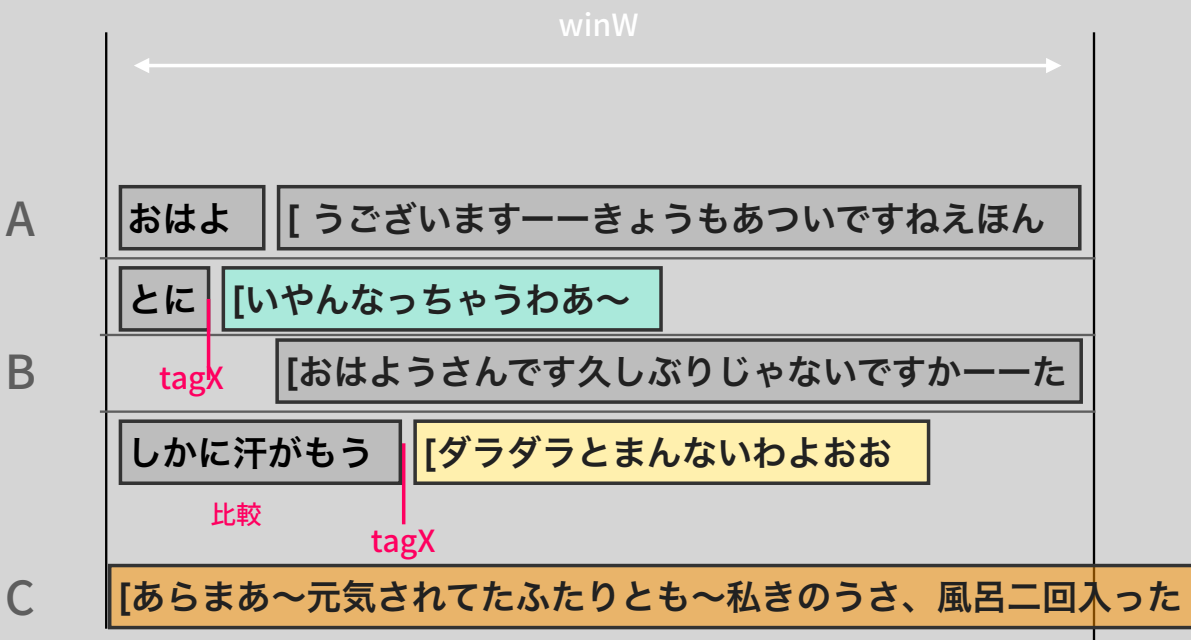 winW
A
おはよ [ うございますーーきょうもあついですねえほん
とに [いやんなっちゃうわあ〜
tagX
B [おはようさんです久しぶりじゃないですかーーた
しかに汗がもう [ダラダラとまんないわよおお
比較
tagX
C [あらまあ〜元気されてたふたりとも〜私きのうさ、風呂二回入った